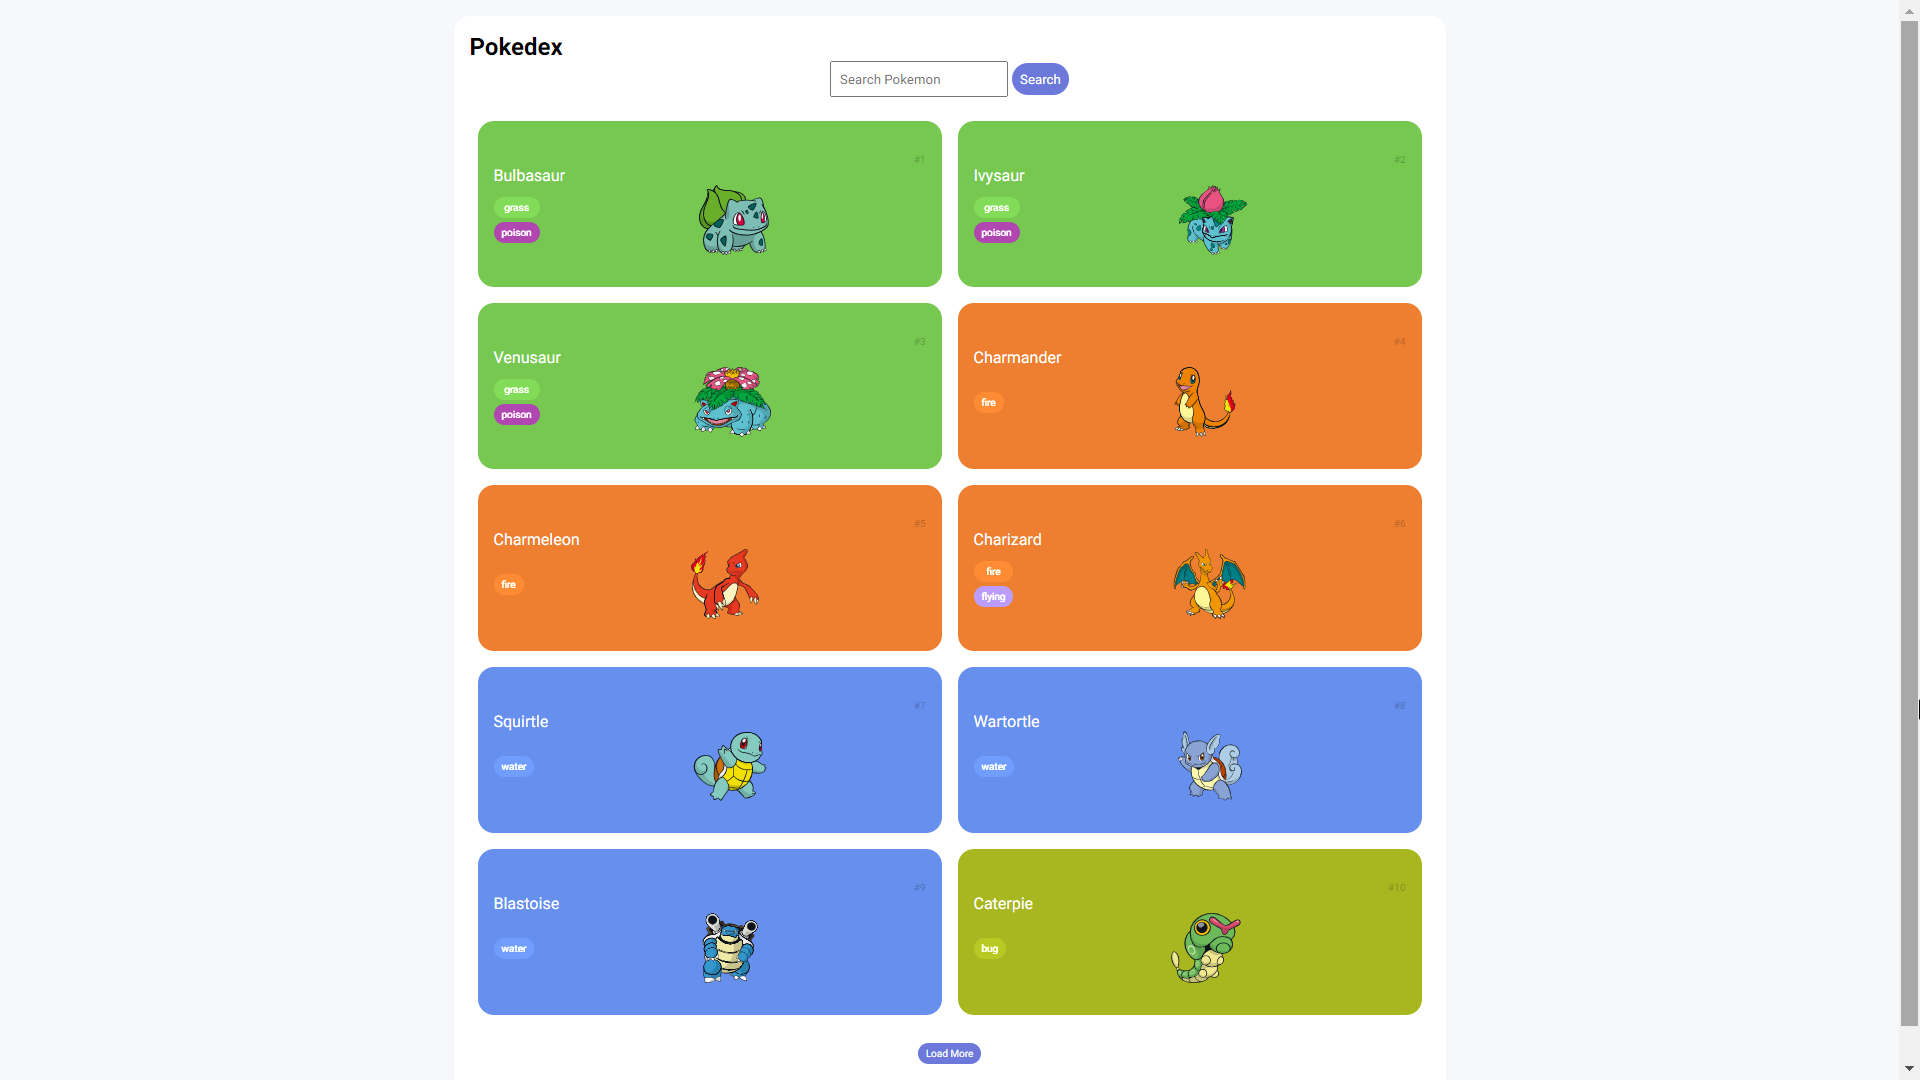 Pokedex
Search Pokemon
Search
#1
Bulbasaur
grass
poison
#2
Ivysaur
grass
poison
#3
Venusaur
grass
poison
#4
Charmander
fire
#5
Charmeleon
fire
#6
Charizard
fire
flying
#7
Squirtle
water
#8
Wartortle
water
#9
Blastoise
water
#10
Caterpie
bug
Load More